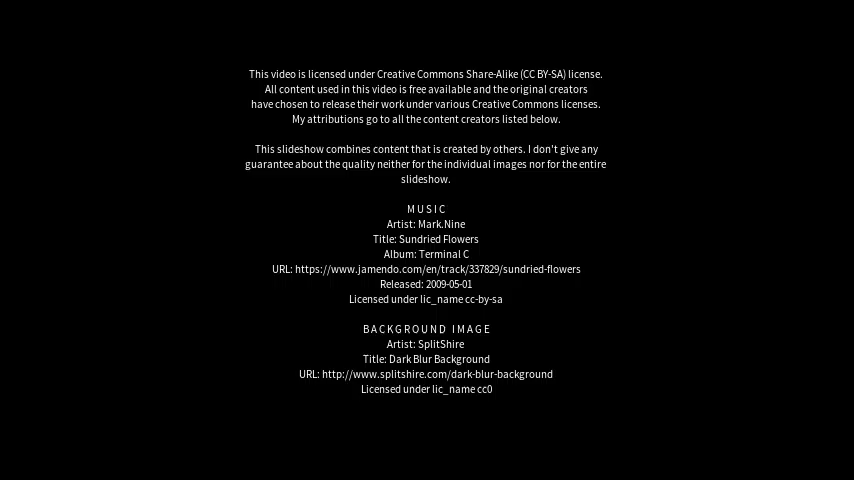 This video is licensed under Creative Commons Share-Alike (CC BY-SA) license.
All content used in this video is free available and the original creators
have chosen to release their work under various Creative Commons licenses.
My attributions go to all the content creators listed below.
This slideshow combines content that is created by others. I don't give any
guarantee about the quality neither for the individual images nor for the entire
slideshow.
MUSIC
Artist: Mark.Nine
Title: Sundried Flowers
Album: Terminal C
URL: https://www.jamendo.com/en/track/337829/sundried-flowers
Released: 2009-05-01
Licensed under lic_name cc-by-sa
BACKGROUND IMAGE
Artist: SplitShire
Title: Dark Blur Background
URL: http://www.splitshire.com/dark-blur-background
Licensed under lic_name cc0